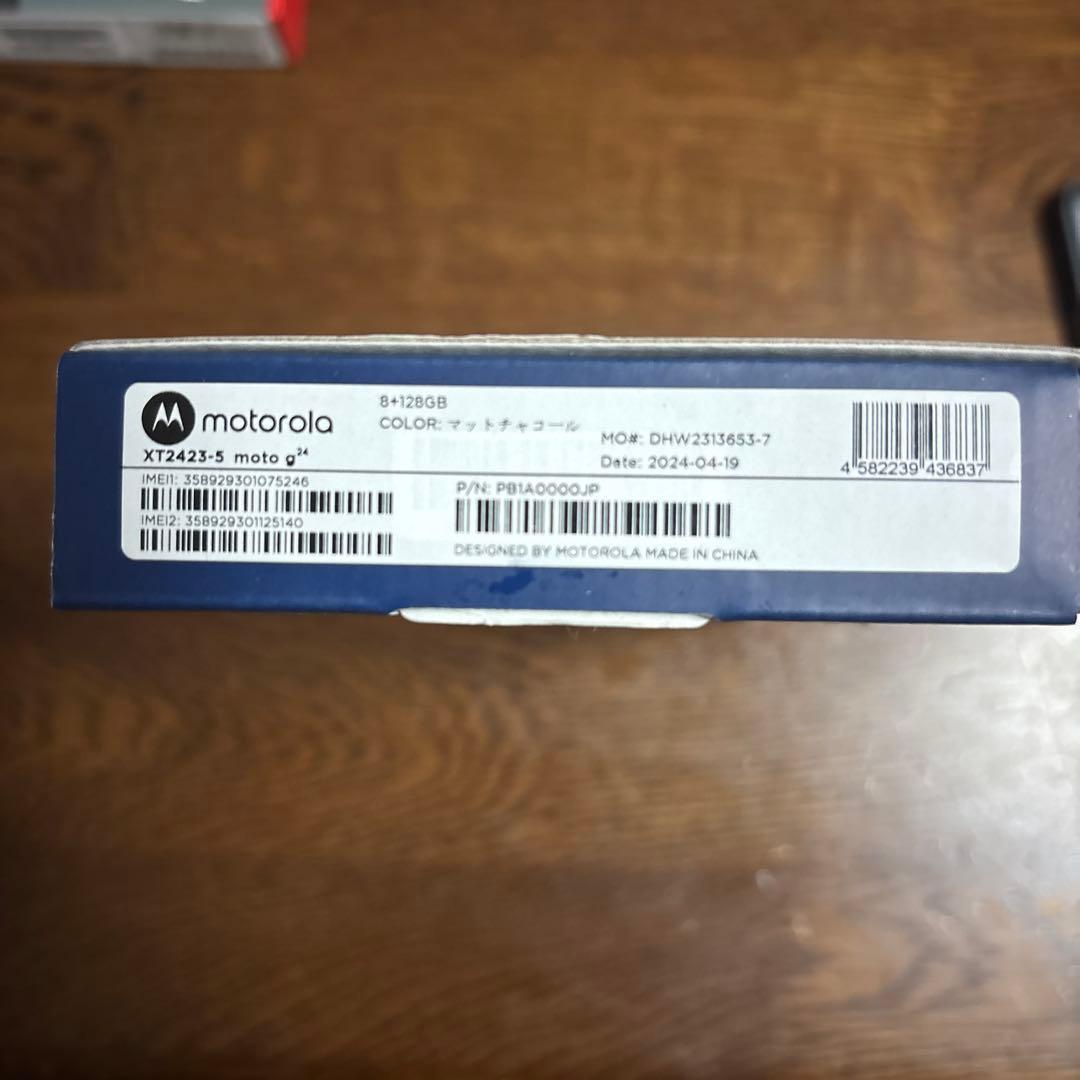 motorola
XT2423-5 moto g24
8+128GB
COLOR: マットチャコール
MO#: DHW2313653-7
Date: 2024-04-19
4 582239 436837
IMEI1: 358929301075246
IMEI2: 358929301125140
P/N: PB1A0000JP
DESIGNED BY MOTOROLA MADE IN CHINA